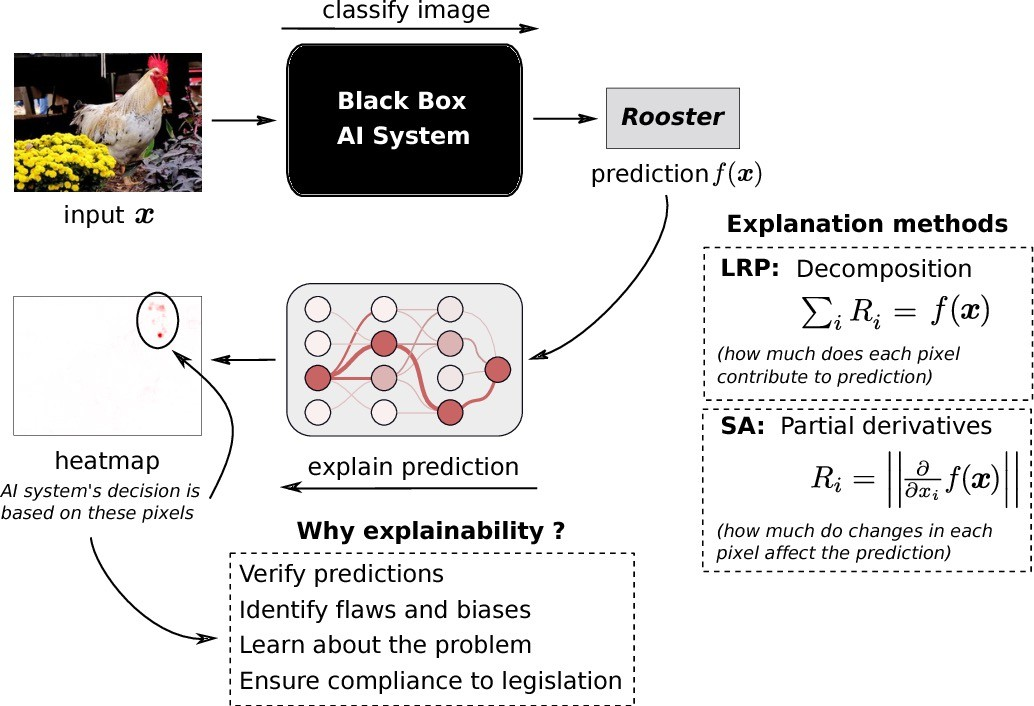 classify image
Black Box
AI System
Rooster
input x
prediction f(x)
Explanation methods
LRP: Decomposition
∑i Ri = f(x)
(how much does each pixel
contribute to prediction)
SA: Partial derivatives
Ri = ||∂/∂xi f(x)||
(how much do changes in each
pixel affect the prediction)
heatmap
AI system's decision is
based on these pixels
explain prediction
Why explainability ?
Verify predictions
Identify flaws and biases
Learn about the problem
Ensure compliance to legislation